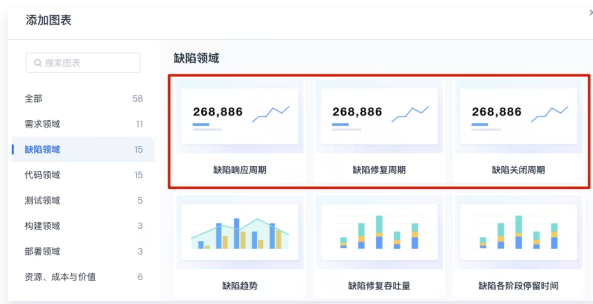 添加图表
搜索图表
全部 58
需求领域 11
缺陷领域 15
代码领域 15
测试领域 5
构建领域 3
部署领域 3
资源、成本与价值 6
缺陷领域
268,886 268,886 268,886
缺陷响应周期 缺陷修复周期 缺陷关闭周期
缺陷趋势 缺陷修复吞吐量 缺陷各阶段停留时间